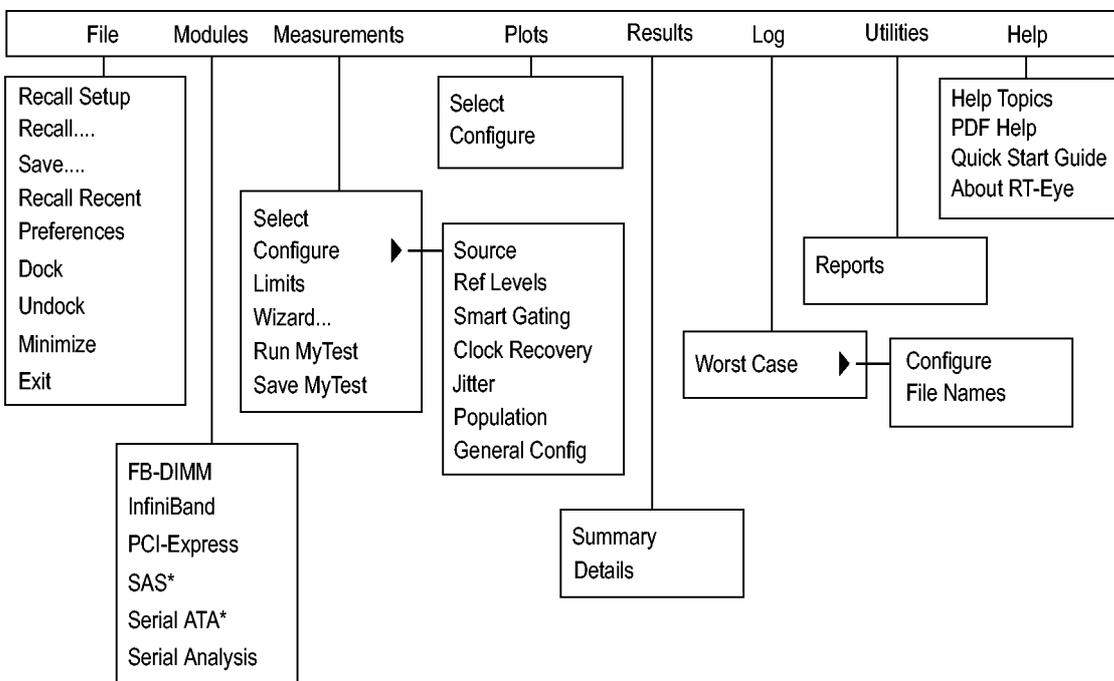 File Modules Measurements Plots Results Log Utilities Help
Recall Setup
Recall....
Save....
Recall Recent
Preferences
Dock
Undock
Minimize
Exit
FB-DIMM
InfiniBand
PCI-Express
SAS*
Serial ATA*
Serial Analysis
Select
Configure
Limits
Wizard...
Run MyTest
Save MyTest
Source
Ref Levels
Smart Gating
Clock Recovery
Jitter
Population
General Config
Select
Configure
Summary
Details
Worst Case
Configure
File Names
Reports
Help Topics
PDF Help
Quick Start Guide
About RT-Eye